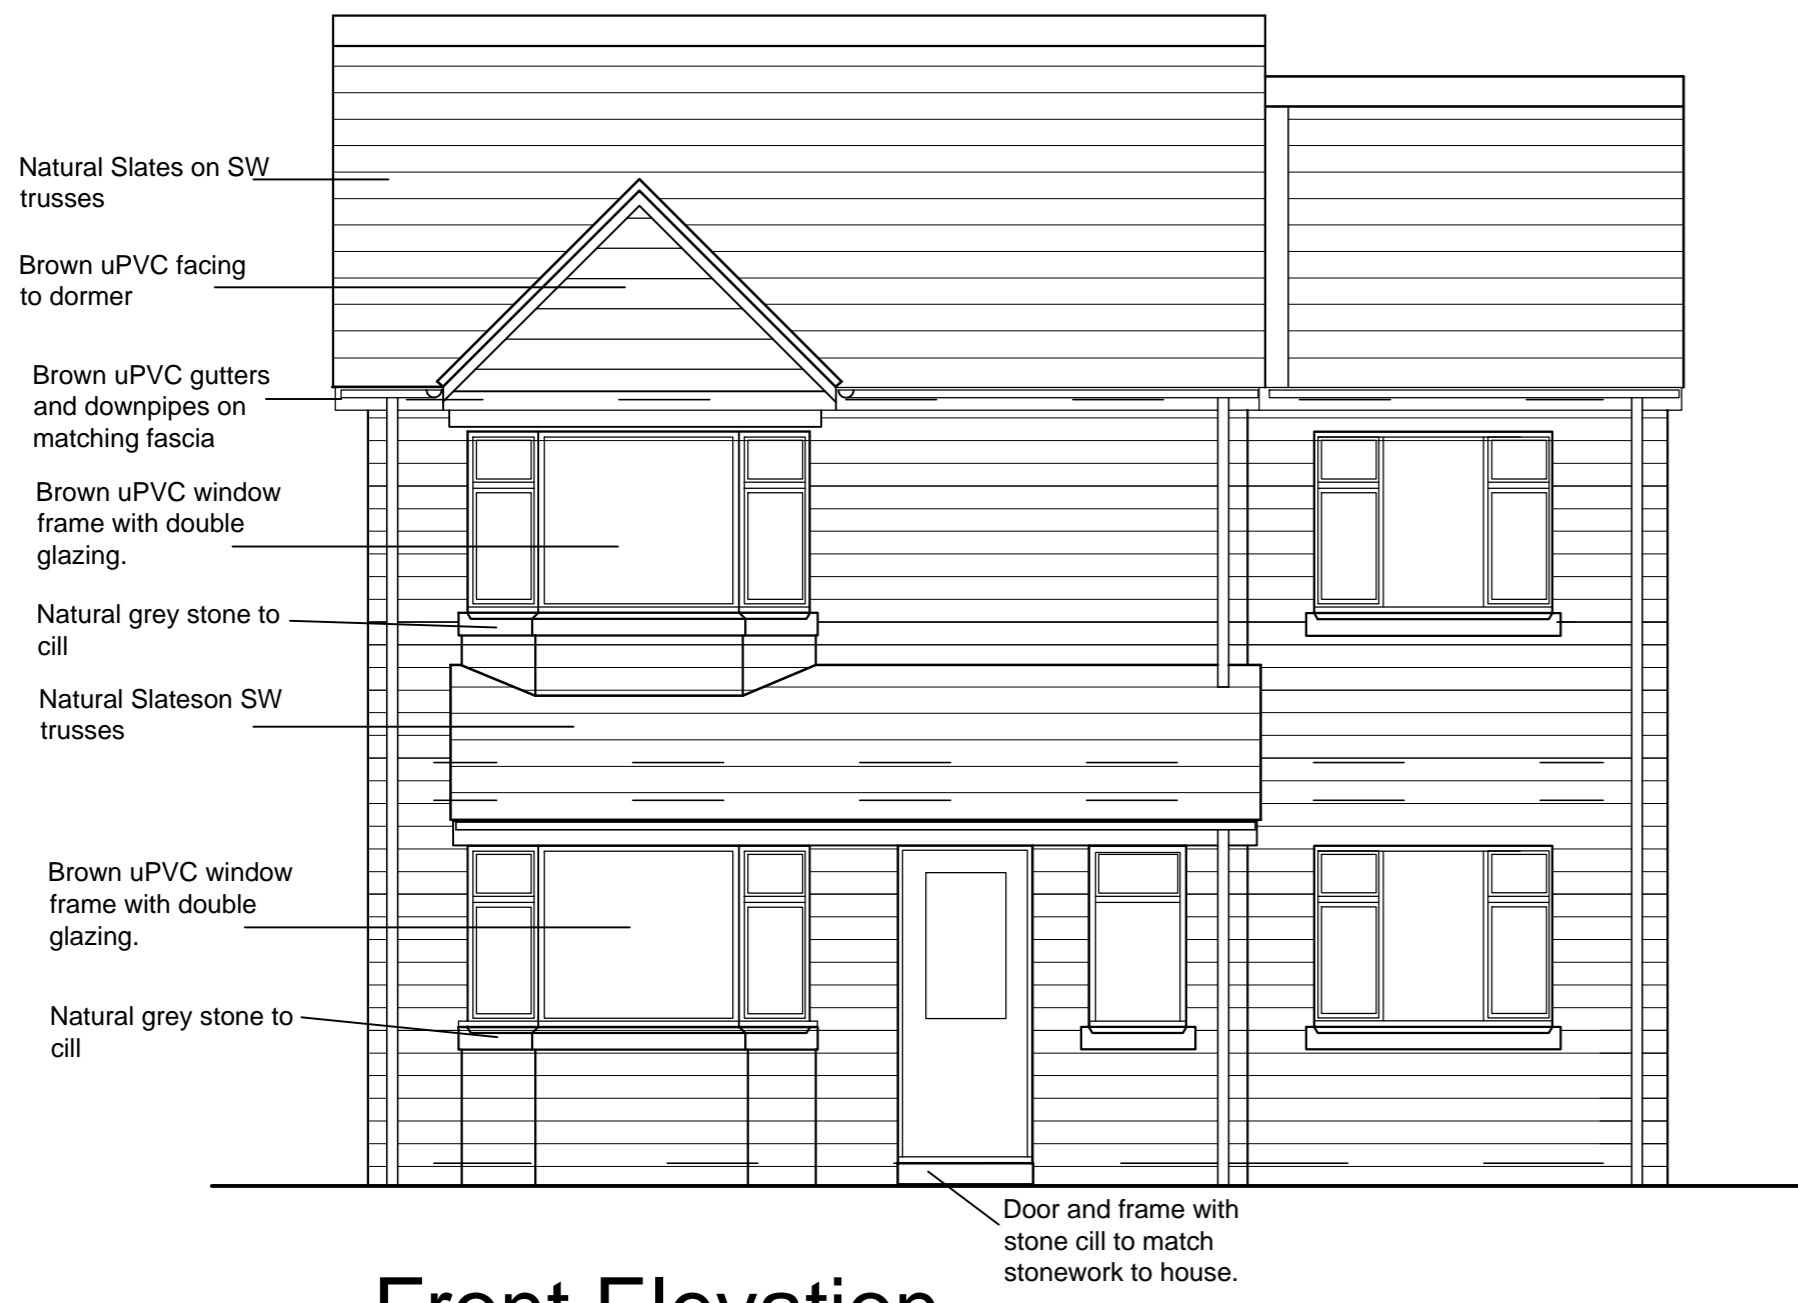 Natural Slates on SW
trusses
Brown uPVC facing
to dormer
Brown uPVC gutters
and downpipes on
matching fascia
Brown uPVC window
frame with double
glazing.
Natural grey stone to
cill
Natural Slateson SW
trusses
Brown uPVC window
frame with double
glazing.
Natural grey stone to
cill
Door and frame with
stone cill to match
stonework to house.
Front Elevation